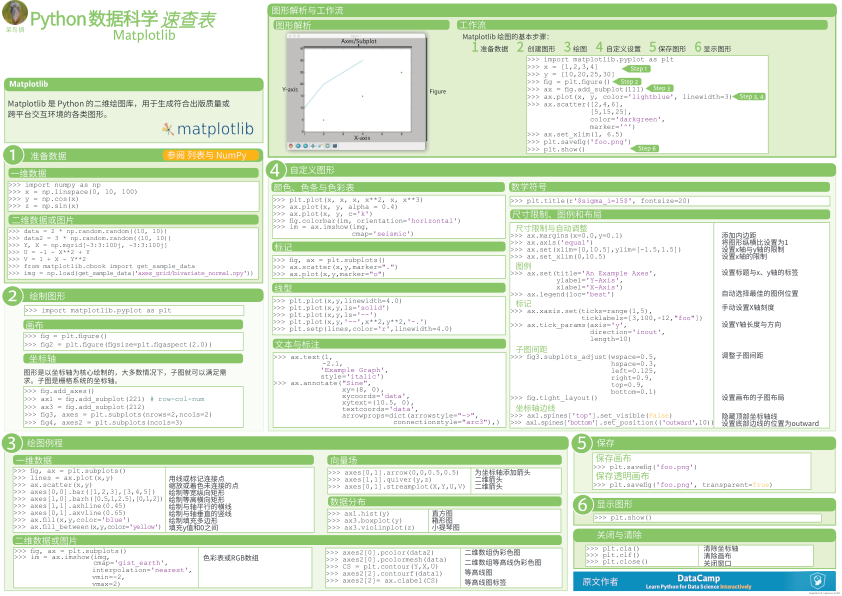 呆鸟译
Python 数据科学 速查表
Matplotlib
Matplotlib
Matplotlib 是 Python 的二维绘图库，用于生成符合出版质量或
跨平台交互环境的各类图形。
matplotlib
图形解析与工作流
图形解析
Axes/Subplot
Y-axis
Figure
X-axis
工作流
Matplotlib 绘图的基本步骤:
1 准备数据 2 创建图形 3 绘图 4 自定义设置 5 保存图形 6 显示图形
>>> import matplotlib.pyplot as plt
>>> x = [1,2,3,4] Step 1
>>> y = [10,20,25,30]
>>> fig = plt.figure() Step 2
>>> ax = fig.add_subplot(111) Step 3
>>> ax.plot(x, y, color='lightblue', linewidth=3) Step 3, 4
>>> ax.scatter([2,4,6],
[5,15,25],
color='darkgreen',
marker='^')
>>> ax.set_xlim(1, 6.5)
>>> plt.savefig('foo.png')
>>> plt.show() Step 6
1 准备数据 参阅 列表与 NumPy
一维数据
>>> import numpy as np
>>> x = np.linspace(0, 10, 100)
>>> y = np.cos(x)
>>> z = np.sin(x)
二维数据或图片
>>> data = 2 * np.random.random((10, 10))
>>> data2 = 3 * np.random.random((10, 10))
>>> Y, X = np.mgrid[-3:3:100j, -3:3:100j]
>>> U = -1 - X**2 + Y
>>> V = 1 + X - Y**2
>>> from matplotlib.cbook import get_sample_data
>>> img = np.load(get_sample_data('axes_grid/bivariate_normal.npy'))
2 绘制图形
>>> import matplotlib.pyplot as plt
画布
>>> fig = plt.figure()
>>> fig2 = plt.figure(figsize=plt.figaspect(2.0))
坐标轴
图形是以坐标轴为核心绘制的，大多数情况下，子图就可以满足需
求。子图是栅格系统的坐标轴。
>>> fig.add_axes()
>>> ax1 = fig.add_subplot(221) # row-col-num
>>> ax3 = fig.add_subplot(212)
>>> fig3, axes = plt.subplots(nrows=2,ncols=2)
>>> fig4, axes2 = plt.subplots(ncols=3)
4 自定义图形
颜色、色条与色彩表
>>> plt.plot(x, x, x, x**2, x, x**3)
>>> ax.plot(x, y, alpha = 0.4)
>>> ax.plot(x, y, c='k')
>>> fig.colorbar(im, orientation='horizontal')
>>> im = ax.imshow(img,
cmap='seismic')
标记
>>> fig, ax = plt.subplots()
>>> ax.scatter(x,y,marker=".")
>>> ax.plot(x,y,marker="o")
线型
>>> plt.plot(x,y,linewidth=4.0)
>>> plt.plot(x,y,ls='solid')
>>> plt.plot(x,y,ls='--')
>>> plt.plot(x,y,'--',x**2,y**2,'-.')
>>> plt.setp(lines,color='r',linewidth=4.0)
文本与标注
>>> ax.text(1,
-2.1,
'Example Graph',
style='italic')
>>> ax.annotate("Sine",
xy=(8, 0),
xycoords='data',
xytext=(10.5, 0),
textcoords='data',
arrowprops=dict(arrowstyle="->",
connectionstyle="arc3"),)
数学符号
>>> plt.title(r'$sigma_i=15$', fontsize=20)
尺寸限制、图例和布局
尺寸限制与自动调整
>>> ax.margins(x=0.0,y=0.1) 添加内边距
>>> ax.axis('equal') 将图形纵横比设置为1
>>> ax.set(xlim=[0,10.5],ylim=[-1.5,1.5]) 设置x轴与y轴的限制
>>> ax.set_xlim(0,10.5) 设置x轴的限制
图例
>>> ax.set(title='An Example Axes', 设置标题与x、y轴的标签
ylabel='Y-Axis',
xlabel='X-Axis')
>>> ax.legend(loc='best') 自动选择最佳的图例位置
标记
>>> ax.xaxis.set(ticks=range(1,5), 手动设置X轴刻度
ticklabels=[3,100,-12,"foo"])
>>> ax.tick_params(axis='y', 设置Y轴长度与方向
direction='inout',
length=10)
子图间距
>>> fig3.subplots_adjust(wspace=0.5, 调整子图间距
hspace=0.3,
left=0.125,
right=0.9,
top=0.9,
bottom=0.1)
>>> fig.tight_layout() 设置画布的子图布局
坐标轴边线
>>> ax1.spines['top'].set_visible(False) 隐藏顶部坐标轴线
>>> ax1.spines['bottom'].set_position(('outward',10)) 设置底部边线的位置为outward
3 绘图例程
一维数据
>>> fig, ax = plt.subplots()
>>> lines = ax.plot(x,y) 用线或标记连接点
>>> ax.scatter(x,y) 缩放或着色未连接的点
>>> axes[0,0].bar([1,2,3],[3,4,5]) 绘制等宽纵向矩形
>>> axes[1,0].barh([0.5,1,2.5],[0,1,2]) 绘制等高横向矩形
>>> axes[1,1].axhline(0.45) 绘制与轴平行的横线
>>> axes[0,1].axvline(0.65) 绘制与轴垂直的竖线
>>> ax.fill(x,y,color='blue') 绘制填充多边形
>>> ax.fill_between(x,y,color='yellow') 填充y值和0之间
二维数据或图片
>>> fig, ax = plt.subplots()
>>> im = ax.imshow(img, 色彩表或RGB数组
cmap='gist_earth',
interpolation='nearest',
vmin=-2,
vmax=2)
向量场
>>> axes[0,1].arrow(0,0,0.5,0.5) 为坐标轴添加箭头
>>> axes[1,1].quiver(y,z) 二维箭头
>>> axes[0,1].streamplot(X,Y,U,V) 二维箭头
数据分布
>>> ax1.hist(y) 直方图
>>> ax3.boxplot(y) 箱形图
>>> ax3.violinplot(z) 小提琴图
>>> axes2[0].pcolor(data2) 二维数组伪彩色图
>>> axes2[0].pcolormesh(data) 二维数组等高线伪彩色图
>>> CS = plt.contour(Y,X,U) 等高线图
>>> axes2[2].contourf(data1)
>>> axes2[2]= ax.clabel(CS) 等高线图标签
5 保存
保存画布
>>> plt.savefig('foo.png')
保存透明画布
>>> plt.savefig('foo.png', transparent=True)
6 显示图形
>>> plt.show()
关闭与清除
>>> plt.cla() 清除坐标轴
>>> plt.clf() 清除画布
>>> plt.close() 关闭窗口
原文作者
DataCamp
Learn Python for Data Science Interactively